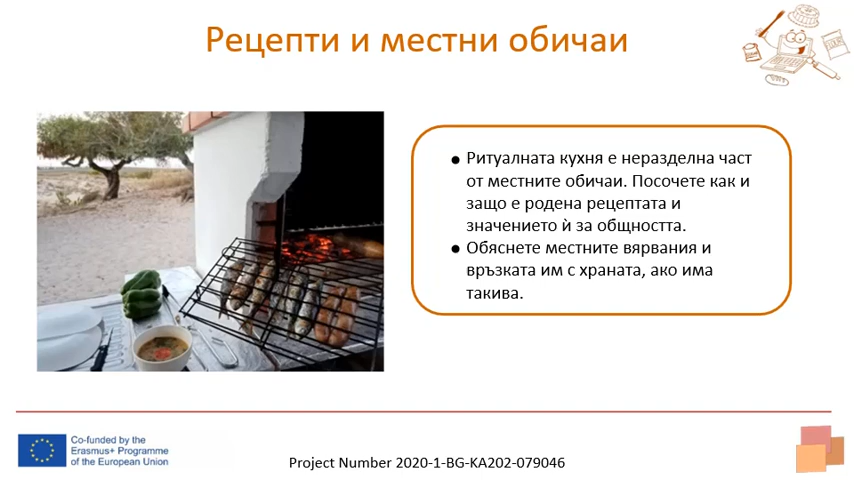 Рецепти и местни обичаи
● Ритуалната кухня е неразделна част
от местните обичаи. Посочете как и
защо е родена рецептата и
значението ѝ за общността.
● Обяснете местните вярвания и
връзката им с храната, ако има
такива.
Co-funded by the
Erasmus+ Programme
of the European Union
Project Number 2020-1-BG-KA202-079046